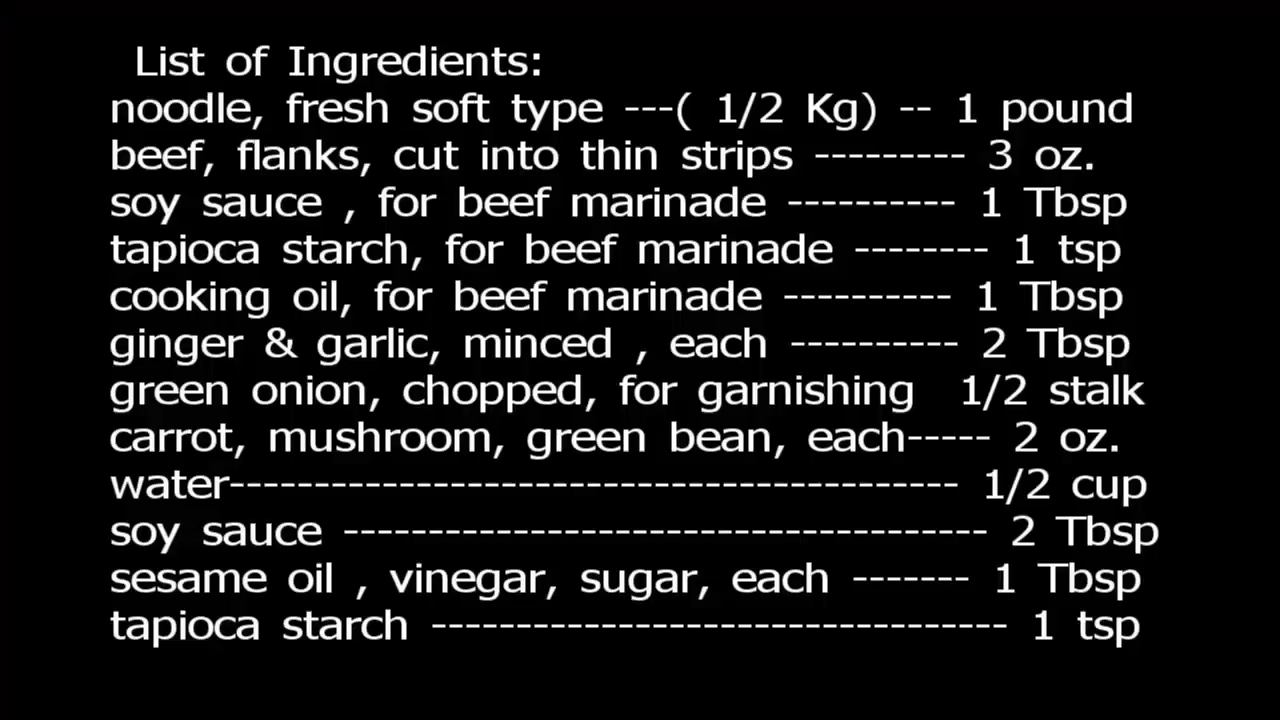 List of Ingredients:
noodle, fresh soft type ---( 1/2 Kg) -- 1 pound
beef, flanks, cut into thin strips --------- 3 oz.
soy sauce , for beef marinade ---------- 1 Tbsp
tapioca starch, for beef marinade -------- 1 tsp
cooking oil, for beef marinade ---------- 1 Tbsp
ginger & garlic, minced , each ---------- 2 Tbsp
green onion, chopped, for garnishing 1/2 stalk
carrot, mushroom, green bean, each----- 2 oz.
water------------------------------------------- 1/2 cup
soy sauce -------------------------------------- 2 Tbsp
sesame oil , vinegar, sugar, each ------- 1 Tbsp
tapioca starch ---------------------------------- 1 tsp